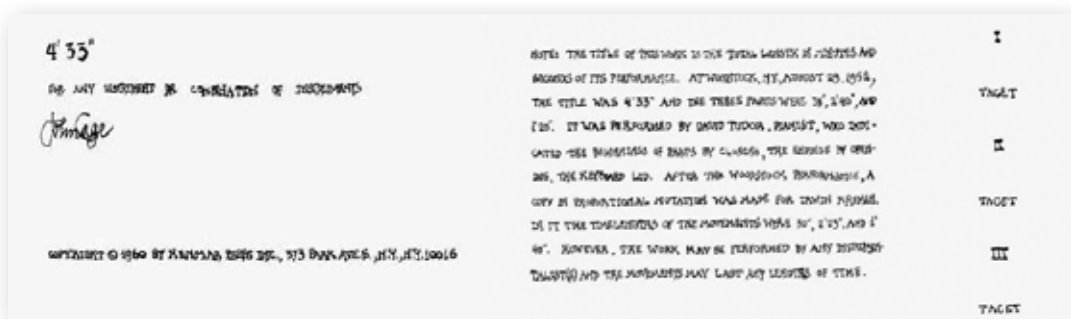 4'33"
FOR ANY INSTRUMENT OR COMBINATION OF INSTRUMENTS
John Cage
COPYRIGHT © 1960 BY HENMAR PRESS INC., 373 PARK AVE S., N.Y., N.Y. 10016
NOTE: THE TITLE OF THIS WORK IS THE TOTAL LENGTH IN MINUTES AND
SECONDS OF ITS PERFORMANCE. AT WOODSTOCK, N.Y., AUGUST 29, 1952,
THE TITLE WAS 4'33" AND THE THREE PARTS WERE 33", 2'40", AND
1'20". IT WAS PERFORMED BY DAVID TUDOR, PIANIST, WHO INDI-
CATED THE BEGINNINGS OF PARTS BY CLOSING, THE ENDINGS BY OPEN-
ING, THE KEYBOARD LID. AFTER THE WOODSTOCK PERFORMANCE, A
COPY IN PROPORTIONAL NOTATION WAS MADE FOR IRWIN KREMEN.
IN IT THE TIMELENGTHS OF THE MOVEMENTS WERE 30", 2'23", AND 1'
40". HOWEVER, THE WORK MAY BE PERFORMED BY ANY INSTRUMEN-
TALIST(S) AND THE MOVEMENTS MAY LAST ANY LENGTHS OF TIME.
I
TACET
II
TACET
III
TACET